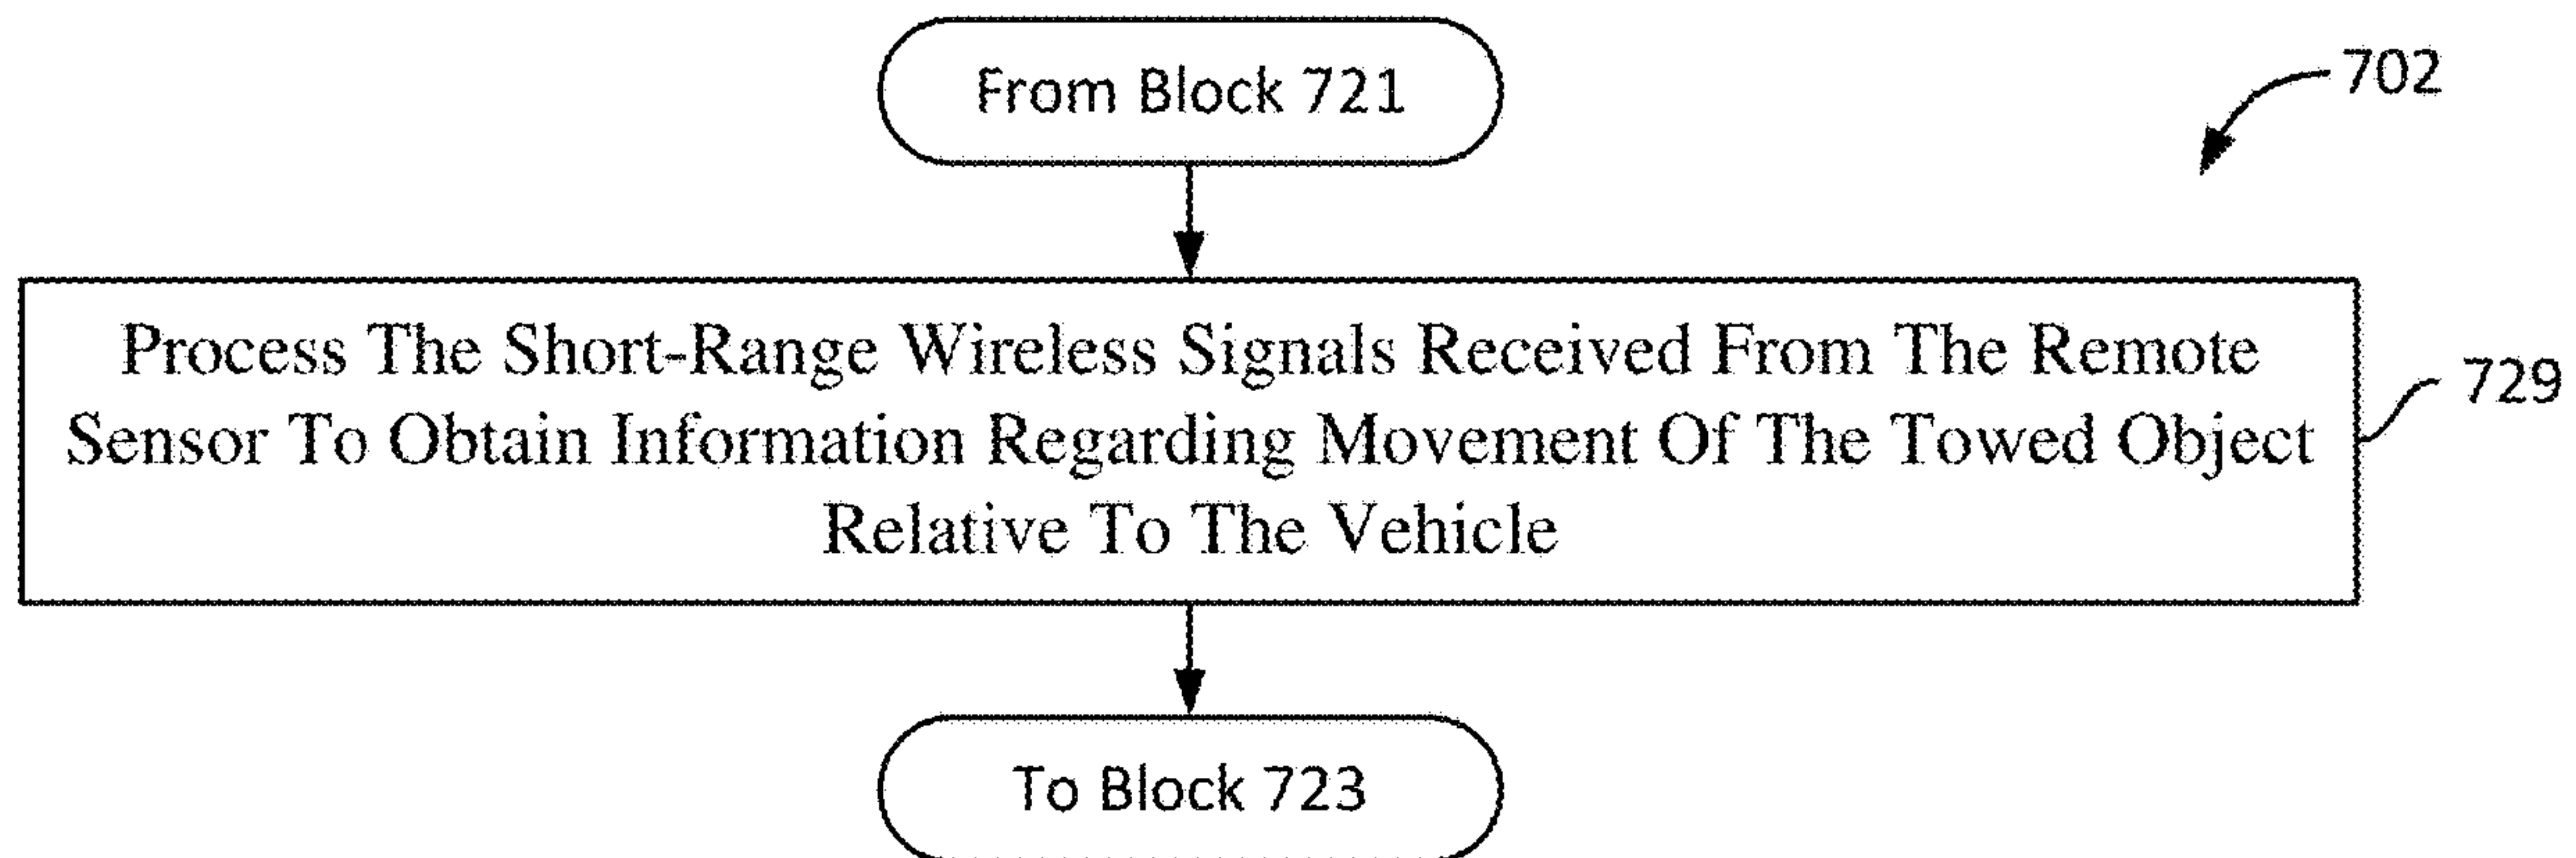 From Block 721
702
Process The Short-Range Wireless Signals Received From The Remote
Sensor To Obtain Information Regarding Movement Of The Towed Object
Relative To The Vehicle
729
To Block 723